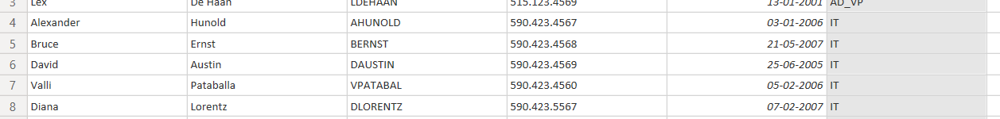 3 Lex De Haan LDEHAAN 515.123.4569 13-01-2001 AD_VP
4 Alexander Hunold AHUNOLD 590.423.4567 03-01-2006 IT
5 Bruce Ernst BERNST 590.423.4568 21-05-2007 IT
6 David Austin DAUSTIN 590.423.4569 25-06-2005 IT
7 Valli Pataballa VPATABAL 590.423.4560 05-02-2006 IT
8 Diana Lorentz DLORENTZ 590.423.5567 07-02-2007 IT